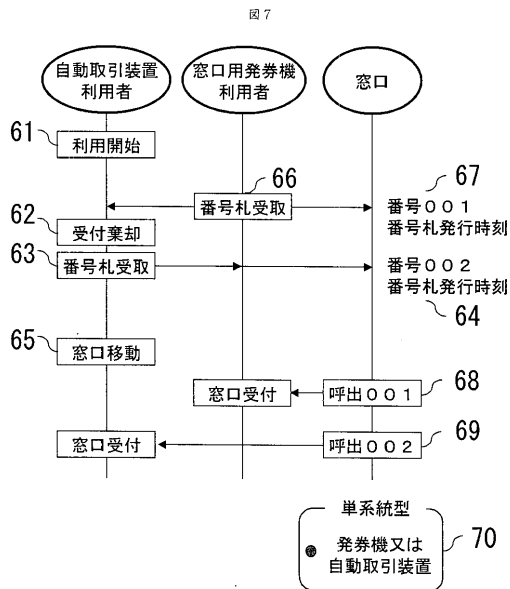 図7
自動取引装置
利用者
窓口用発券機
利用者
窓口
61
利用開始
66
番号札受取
67
番号001
番号札発行時刻
62
受付棄却
63
番号札受取
番号002
番号札発行時刻
64
65
窓口移動
窓口受付
呼出001
68
窓口受付
呼出002
69
単系統型
発券機又は
自動取引装置
70